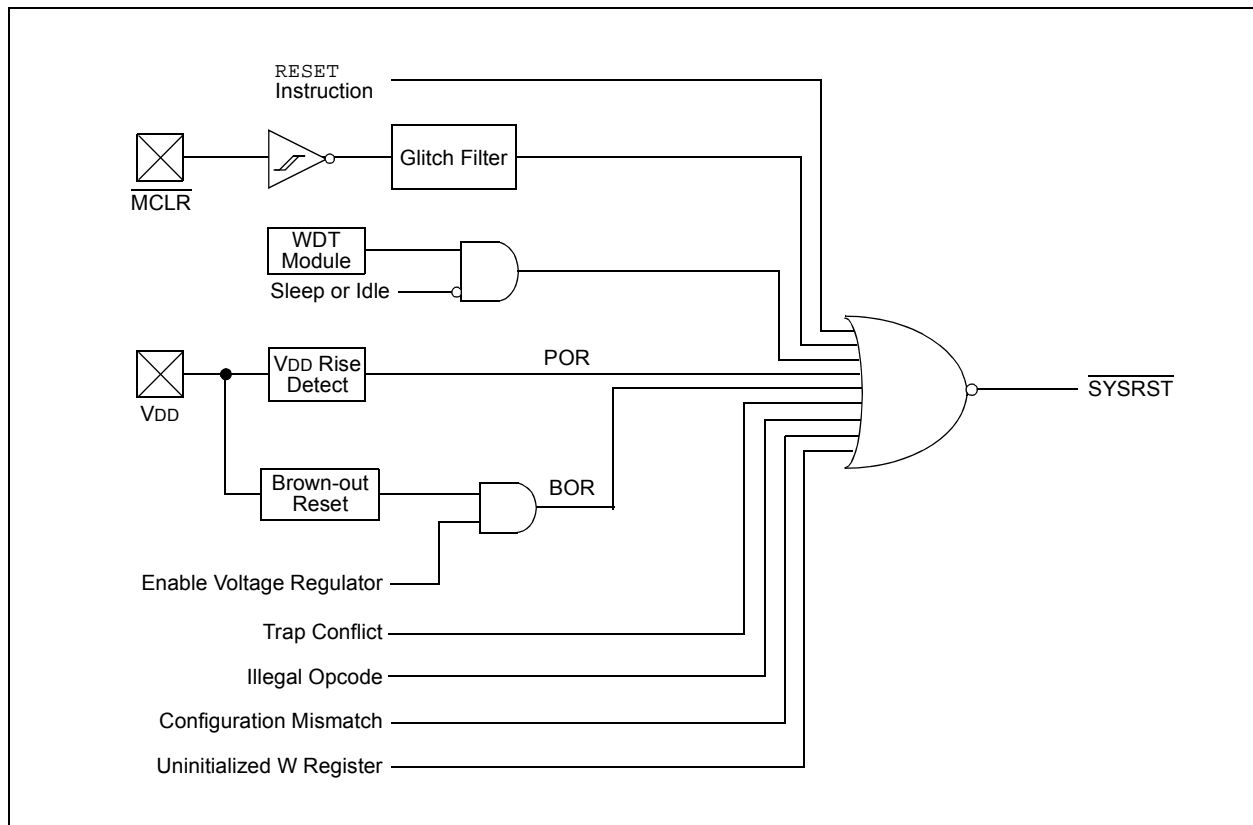 RESET
Instruction
Glitch Filter
MCLR
WDT
Module
Sleep or Idle
VDD Rise
Detect
POR
VDD
SYSRST
Brown-out
Reset
BOR
Enable Voltage Regulator
Trap Conflict
Illegal Opcode
Configuration Mismatch
Uninitialized W Register